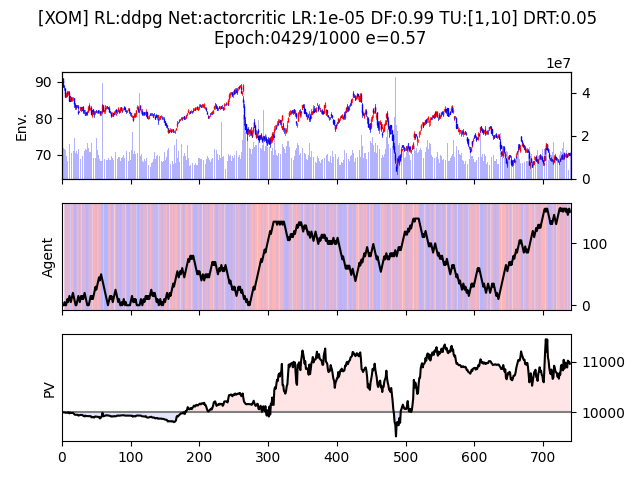 [XOM] RL:ddpg Net:actorcritic LR:1e-05 DF:0.99 TU:[1,10] DRT:0.05
Epoch:0429/1000 e=0.57
1e7
90
80
70
Env.
4
2
0
Agent
100
0
PV
11000
10000
0 100 200 300 400 500 600 700